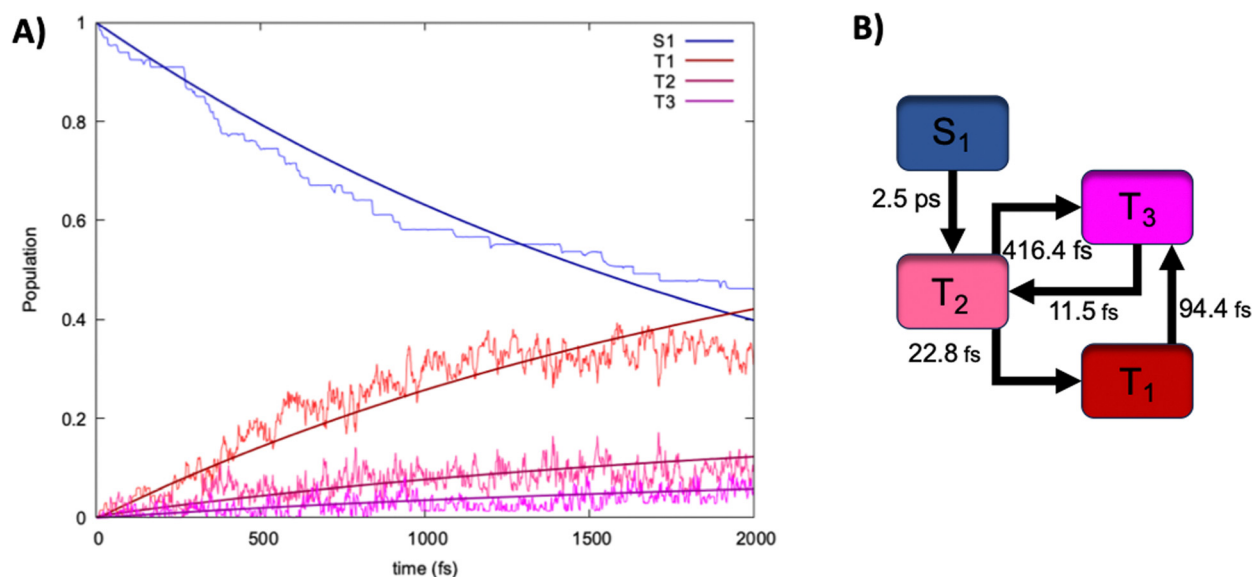 A)
1
0.8
0.6
0.4
0.2
0
Population
0
500
1000
1500
2000
time (fs)
S1
T1
T2
T3
B)
S1
2.5 ps
T3
416.4 fs
T2
11.5 fs
94.4 fs
22.8 fs
T1